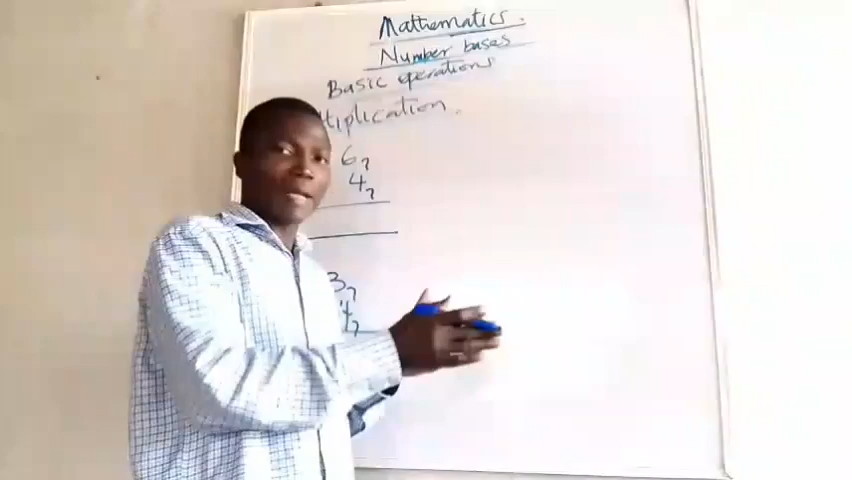 Mathematics.
Number bases
Basic operations
tiplication.
6₇
4₇
3₇
4₇